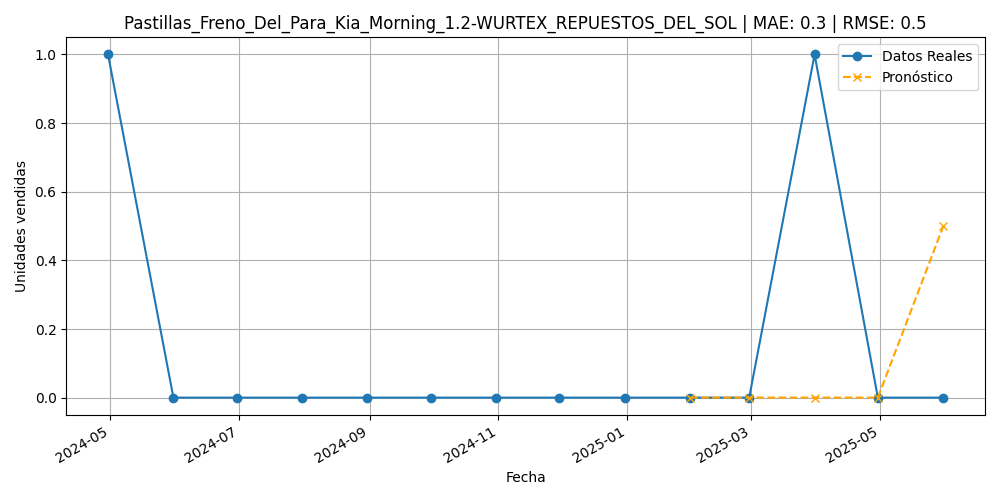 Pastillas_Freno_Del_Para_Kia_Morning_1.2-WURTEX_REPUESTOS_DEL_SOL | MAE: 0.3 | RMSE: 0.5
Datos Reales
Pronóstico
Unidades vendidas
1.0
0.8
0.6
0.4
0.2
0.0
2024-05
2024-07
2024-09
2024-11
2025-01
2025-03
2025-05
Fecha